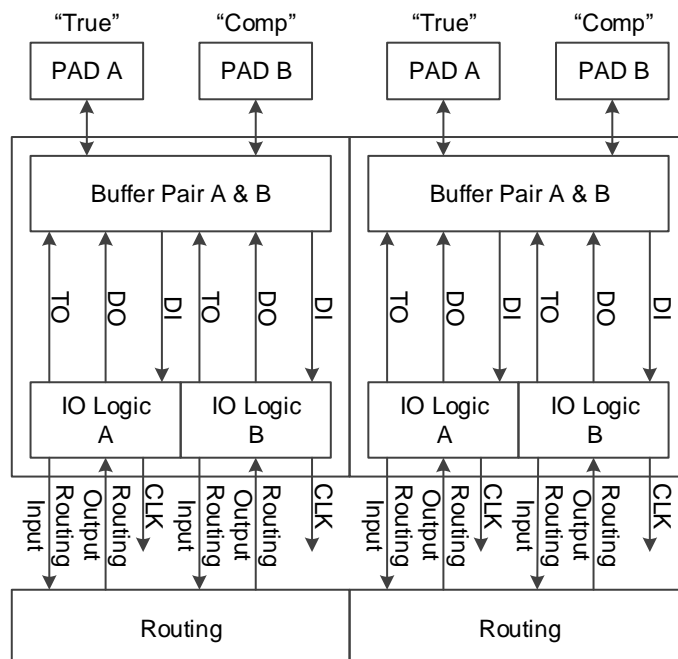 “True”
“Comp”
“True”
“Comp”
PAD A
PAD B
PAD A
PAD B
Buffer Pair A & B
Buffer Pair A & B
TO
DO
DI
TO
DO
DI
TO
DO
DI
TO
DO
DI
IO Logic
A
IO Logic
B
IO Logic
A
IO Logic
B
Routing
Input
Routing
Output
CLK
Routing
Input
Routing
Output
CLK
Routing
Input
Routing
Output
CLK
Routing
Input
Routing
Output
CLK
Routing
Routing